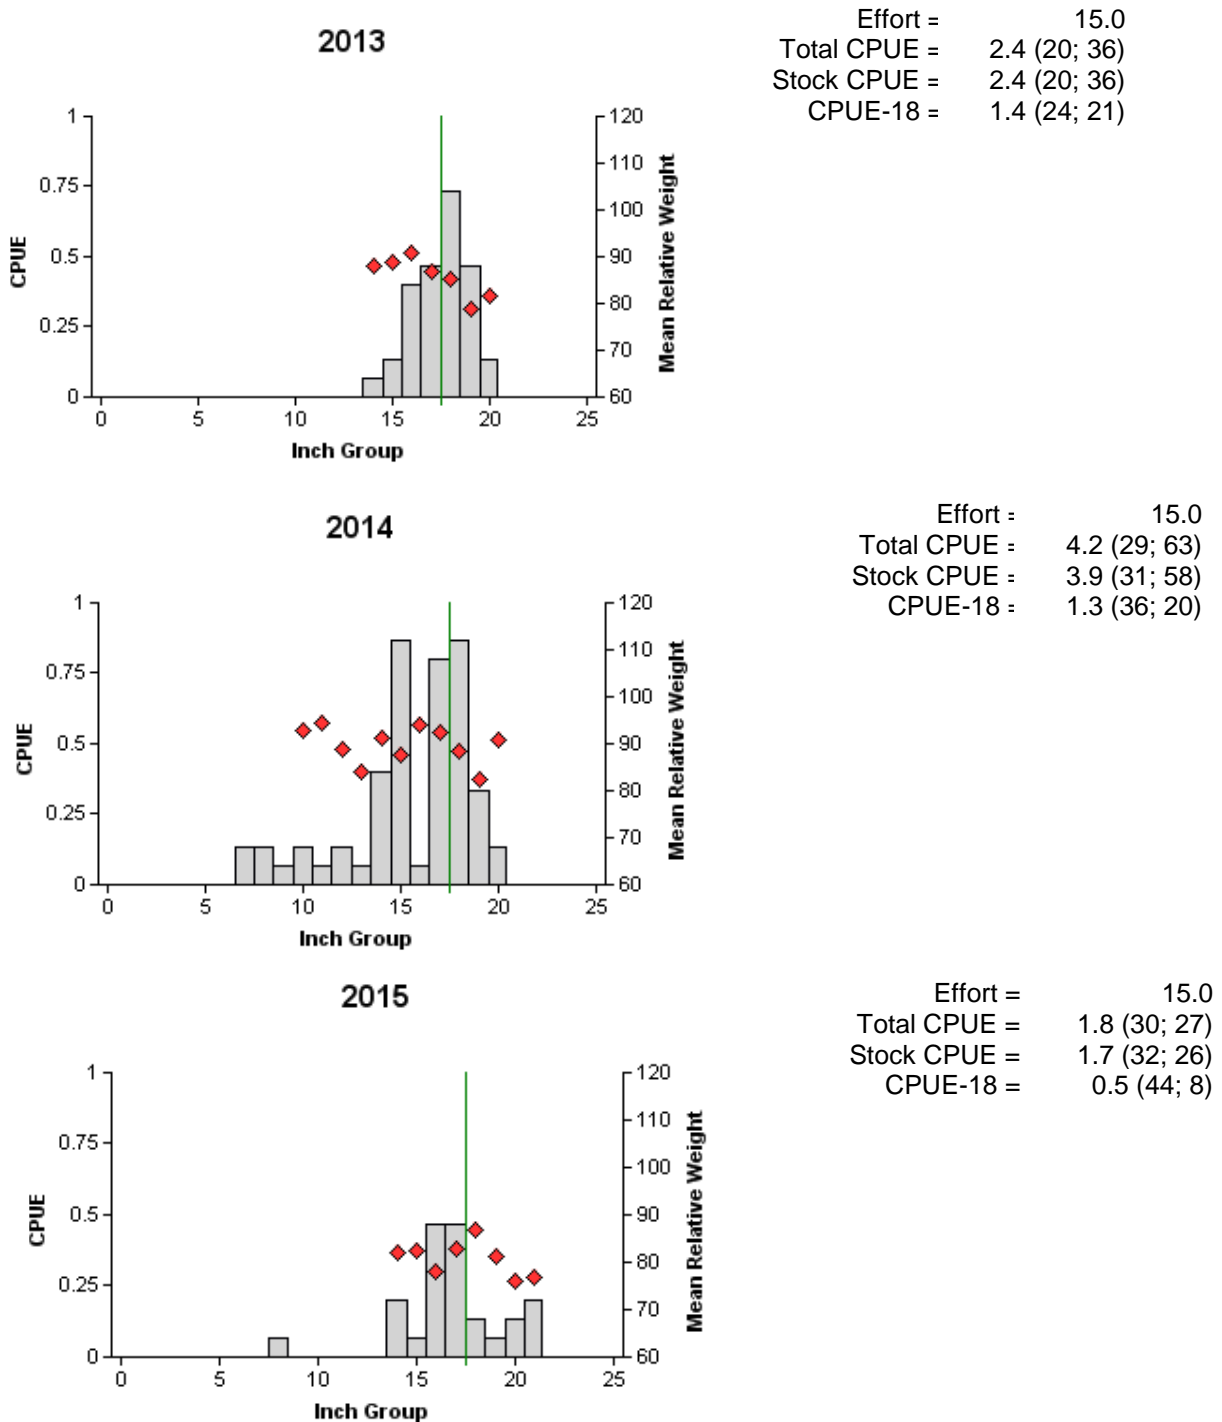 2013
Effort = 15.0
Total CPUE = 2.4 (20; 36)
Stock CPUE = 2.4 (20; 36)
CPUE-18 = 1.4 (24; 21)
1
0.75
0.5
0.25
0
CPUE
120
110
100
90
80
70
60
Mean Relative Weight
0 5 10 15 20 25
Inch Group
2014
Effort = 15.0
Total CPUE = 4.2 (29; 63)
Stock CPUE = 3.9 (31; 58)
CPUE-18 = 1.3 (36; 20)
1
0.75
0.5
0.25
0
CPUE
120
110
100
90
80
70
60
Mean Relative Weight
0 5 10 15 20 25
Inch Group
2015
Effort = 15.0
Total CPUE = 1.8 (30; 27)
Stock CPUE = 1.7 (32; 26)
CPUE-18 = 0.5 (44; 8)
1
0.75
0.5
0.25
0
CPUE
120
110
100
90
80
70
60
Mean Relative Weight
0 5 10 15 20 25
Inch Group